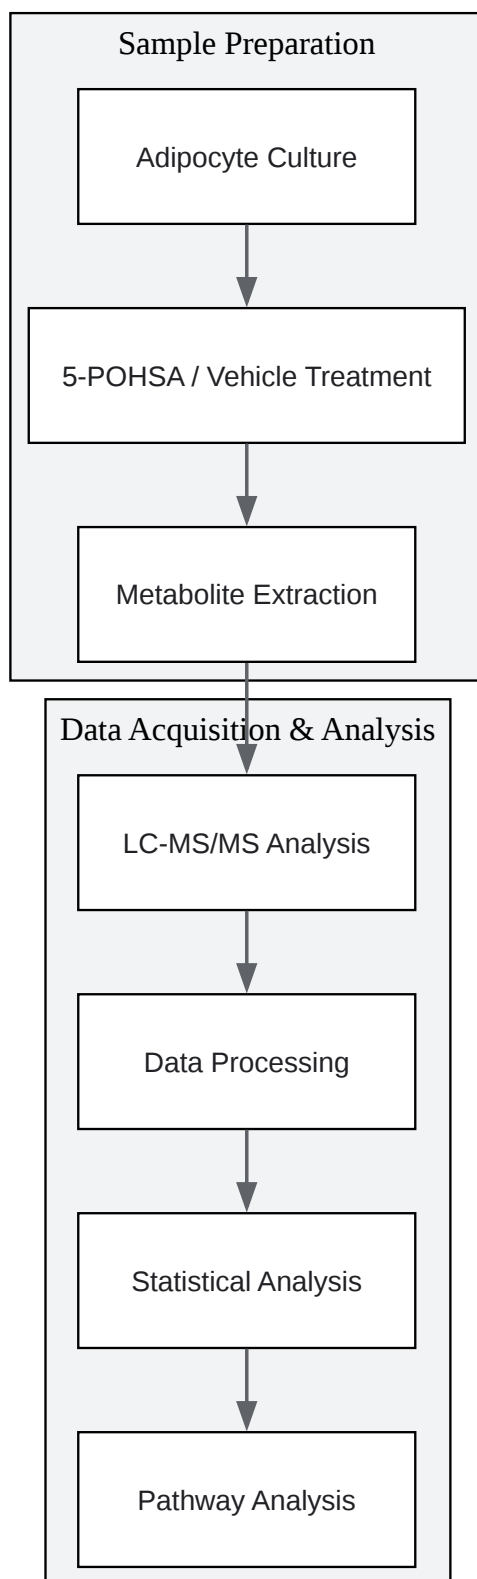 Sample Preparation
Adipocyte Culture
5-POHSA / Vehicle Treatment
Metabolite Extraction
Data Acquisition & Analysis
LC-MS/MS Analysis
Data Processing
Statistical Analysis
Pathway Analysis